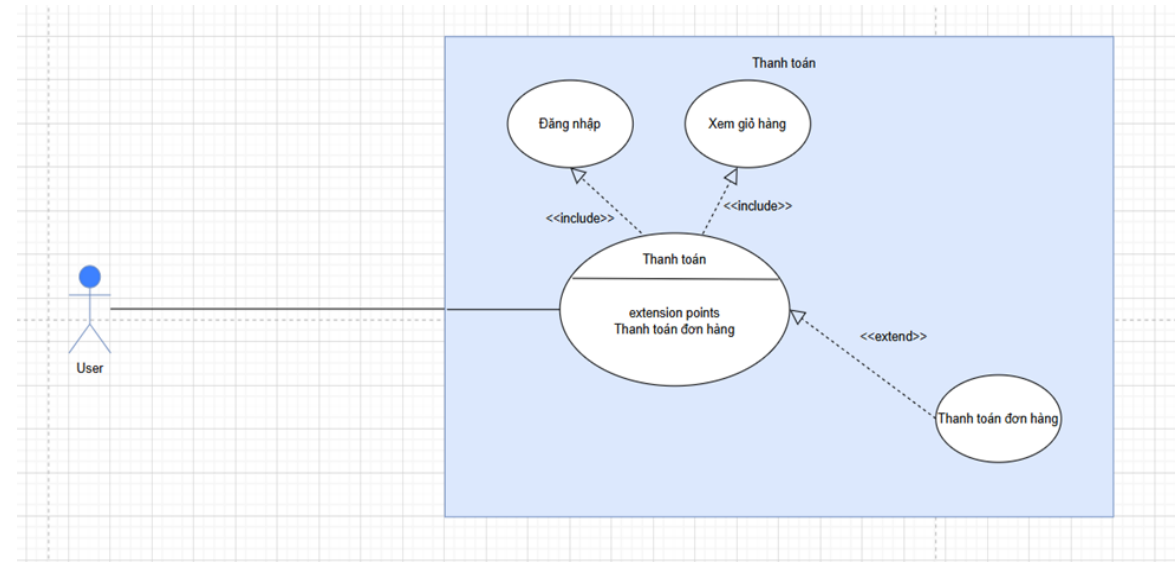 Thanh toán
Đăng nhập
Xem giỏ hàng
<<include>>
<<include>>
Thanh toán
extension points
Thanh toán đơn hàng
<<extend>>
User
Thanh toán đơn hàng